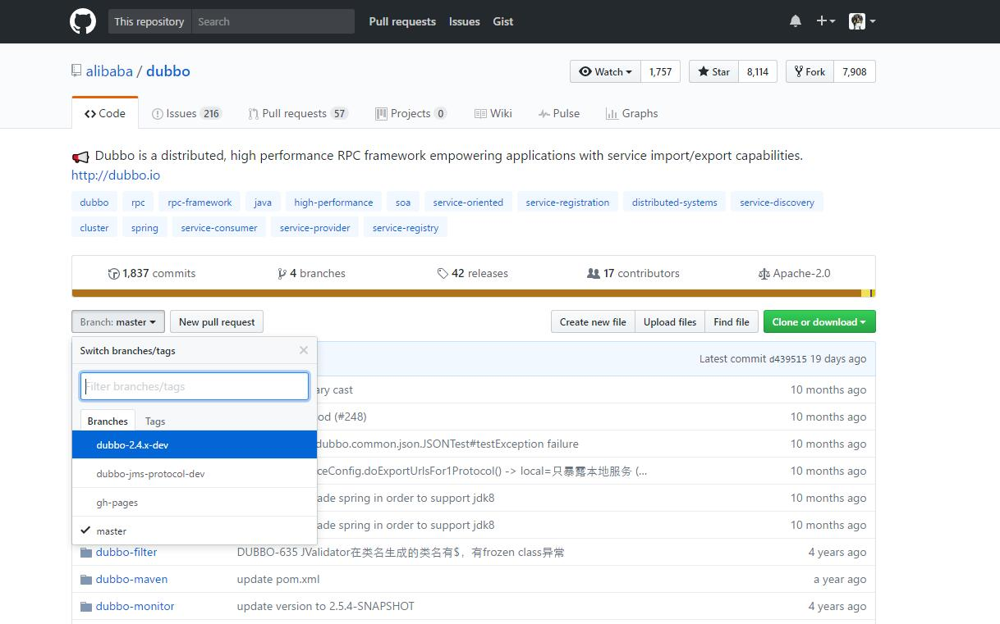 This repository Search Pull requests Issues Gist
alibaba / dubbo Watch 1,757 Star 8,114 Fork 7,908
Code Issues 216 Pull requests 57 Projects 0 Wiki Pulse Graphs
Dubbo is a distributed, high performance RPC framework empowering applications with service import/export capabilities.
http://dubbo.io
dubbo rpc rpc-framework java high-performance soa service-oriented service-registration distributed-systems service-discovery
cluster spring service-consumer service-provider service-registry
1,837 commits 4 branches 42 releases 17 contributors Apache-2.0
Branch: master New pull request Create new file Upload files Find file Clone or download
Switch branches/tags
Filter branches/tags
Branches Tags
dubbo-2.4.x-dev
dubbo-jms-protocol-dev
gh-pages
master
Latest commit d439515 19 days ago
ary cast 10 months ago
od (#248) 10 months ago
dubbo.common.json.JSONTest#testException failure 10 months ago
ceConfig.doExportUrlsFor1Protocol() -> local=只暴露本地服务 (... 10 months ago
ade spring in order to support jdk8 10 months ago
ade spring in order to support jdk8 10 months ago
dubbo-filter DUBBO-635 JValidator在类名生成的类名有$，有frozen class异常 4 years ago
dubbo-maven update pom.xml a year ago
dubbo-monitor update version to 2.5.4-SNAPSHOT 4 years ago